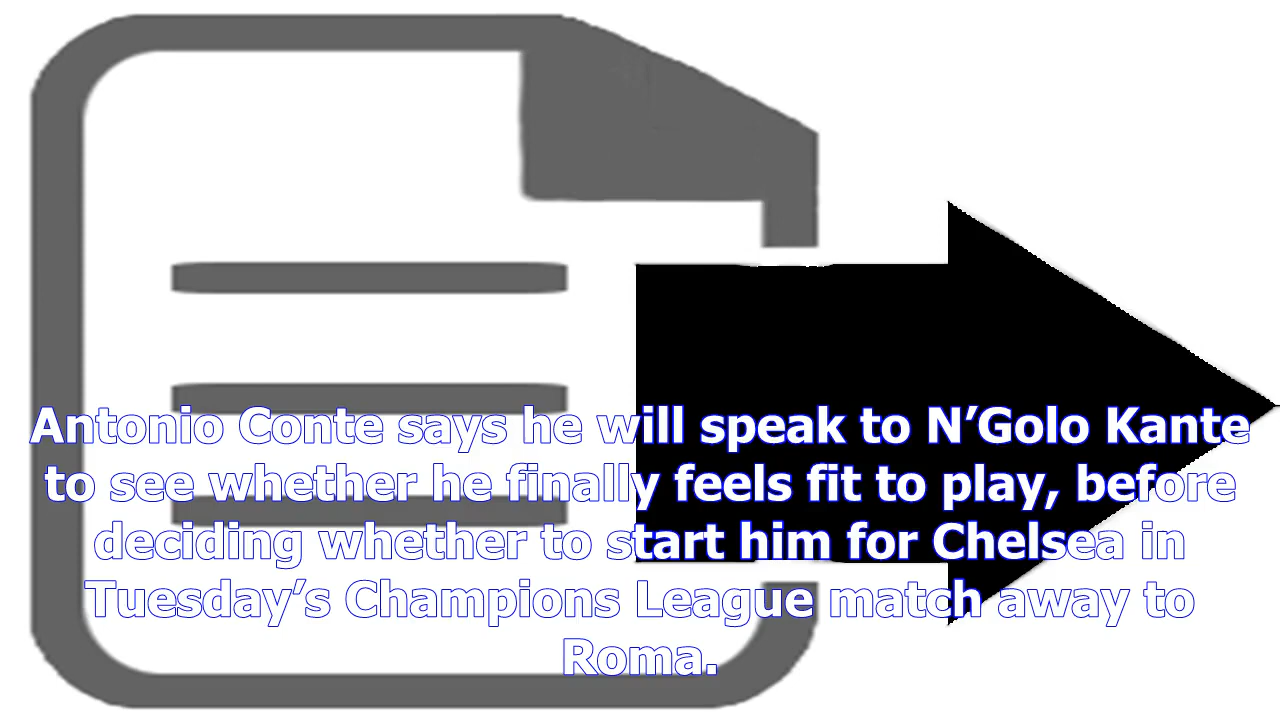 Antonio Conte says he will speak to N’Golo Kante
to see whether he finally feels fit to play, before
deciding whether to start him for Chelsea in
Tuesday’s Champions League match away to
Roma.